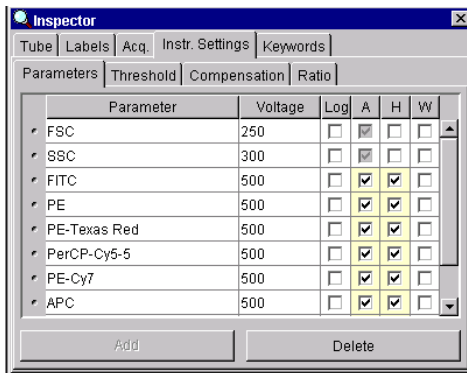 Inspector
Tube Labels Acq. Instr. Settings Keywords
Parameters Threshold Compensation Ratio
Parameter Voltage Log A H W
FSC 250
SSC 300
FITC 500
PE 500
PE-Texas Red 500
PerCP-Cy5-5 500
PE-Cy7 500
APC 500
Add Delete